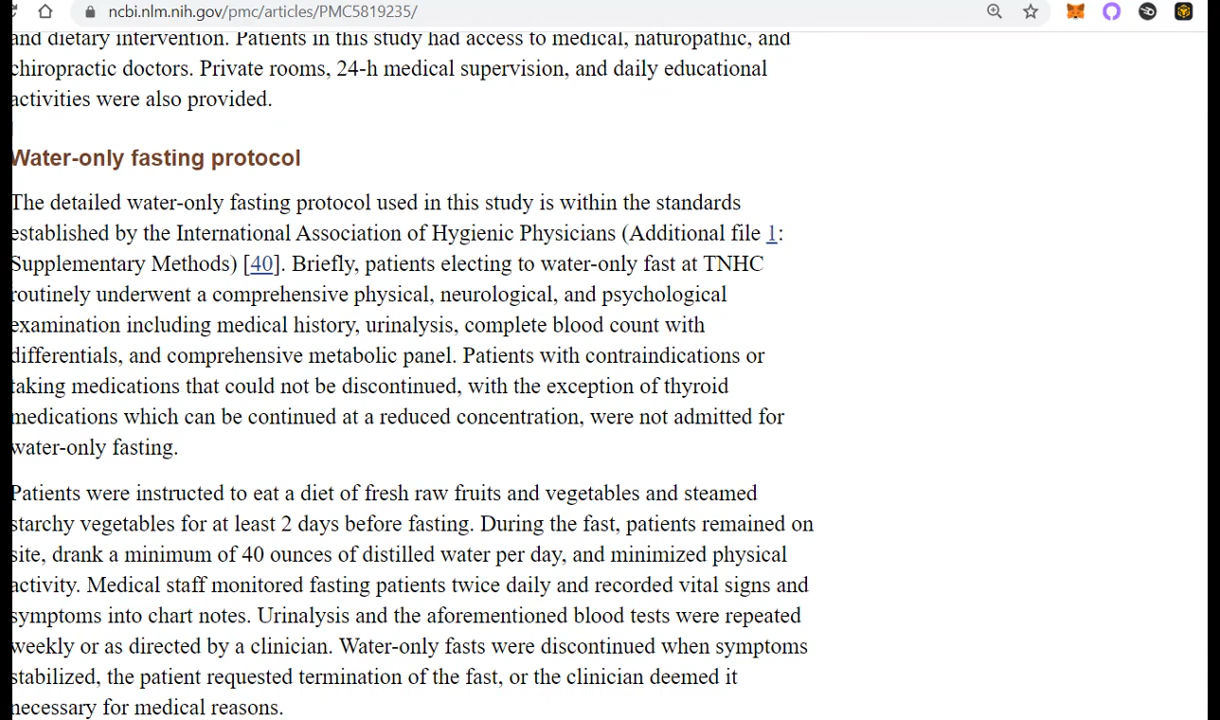 ncbi.nlm.nih.gov/pmc/articles/PMC5819235/
and dietary intervention. Patients in this study had access to medical, naturopathic, and
chiropractic doctors. Private rooms, 24-h medical supervision, and daily educational
activities were also provided.
Water-only fasting protocol
The detailed water-only fasting protocol used in this study is within the standards
established by the International Association of Hygienic Physicians (Additional file 1:
Supplementary Methods) [40]. Briefly, patients electing to water-only fast at TNHC
routinely underwent a comprehensive physical, neurological, and psychological
examination including medical history, urinalysis, complete blood count with
differentials, and comprehensive metabolic panel. Patients with contraindications or
taking medications that could not be discontinued, with the exception of thyroid
medications which can be continued at a reduced concentration, were not admitted for
water-only fasting.
Patients were instructed to eat a diet of fresh raw fruits and vegetables and steamed
starchy vegetables for at least 2 days before fasting. During the fast, patients remained on
site, drank a minimum of 40 ounces of distilled water per day, and minimized physical
activity. Medical staff monitored fasting patients twice daily and recorded vital signs and
symptoms into chart notes. Urinalysis and the aforementioned blood tests were repeated
weekly or as directed by a clinician. Water-only fasts were discontinued when symptoms
stabilized, the patient requested termination of the fast, or the clinician deemed it
necessary for medical reasons.